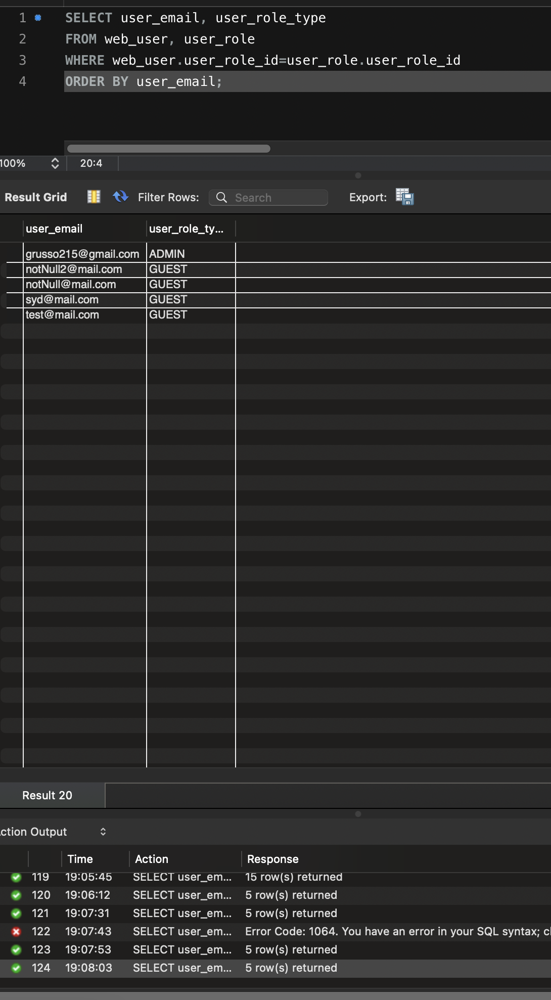 1 SELECT user_email, user_role_type
2 FROM web_user, user_role
3 WHERE web_user.user_role_id=user_role.user_role_id
4 ORDER BY user_email;
100% 20:4
Result Grid Filter Rows: Search Export:
user_email user_role_ty...
grusso215@gmail.com ADMIN
notNull2@mail.com GUEST
notNull@mail.com GUEST
syd@mail.com GUEST
test@mail.com GUEST
Result 20
ction Output
Time Action Response
119 19:05:45 SELECT user_em... 15 row(s) returned
120 19:06:12 SELECT user_em... 5 row(s) returned
121 19:07:31 SELECT user_em... 5 row(s) returned
122 19:07:43 SELECT user_em... Error Code: 1064. You have an error in your SQL syntax; c
123 19:07:53 SELECT user_em... 5 row(s) returned
124 19:08:03 SELECT user_em... 5 row(s) returned